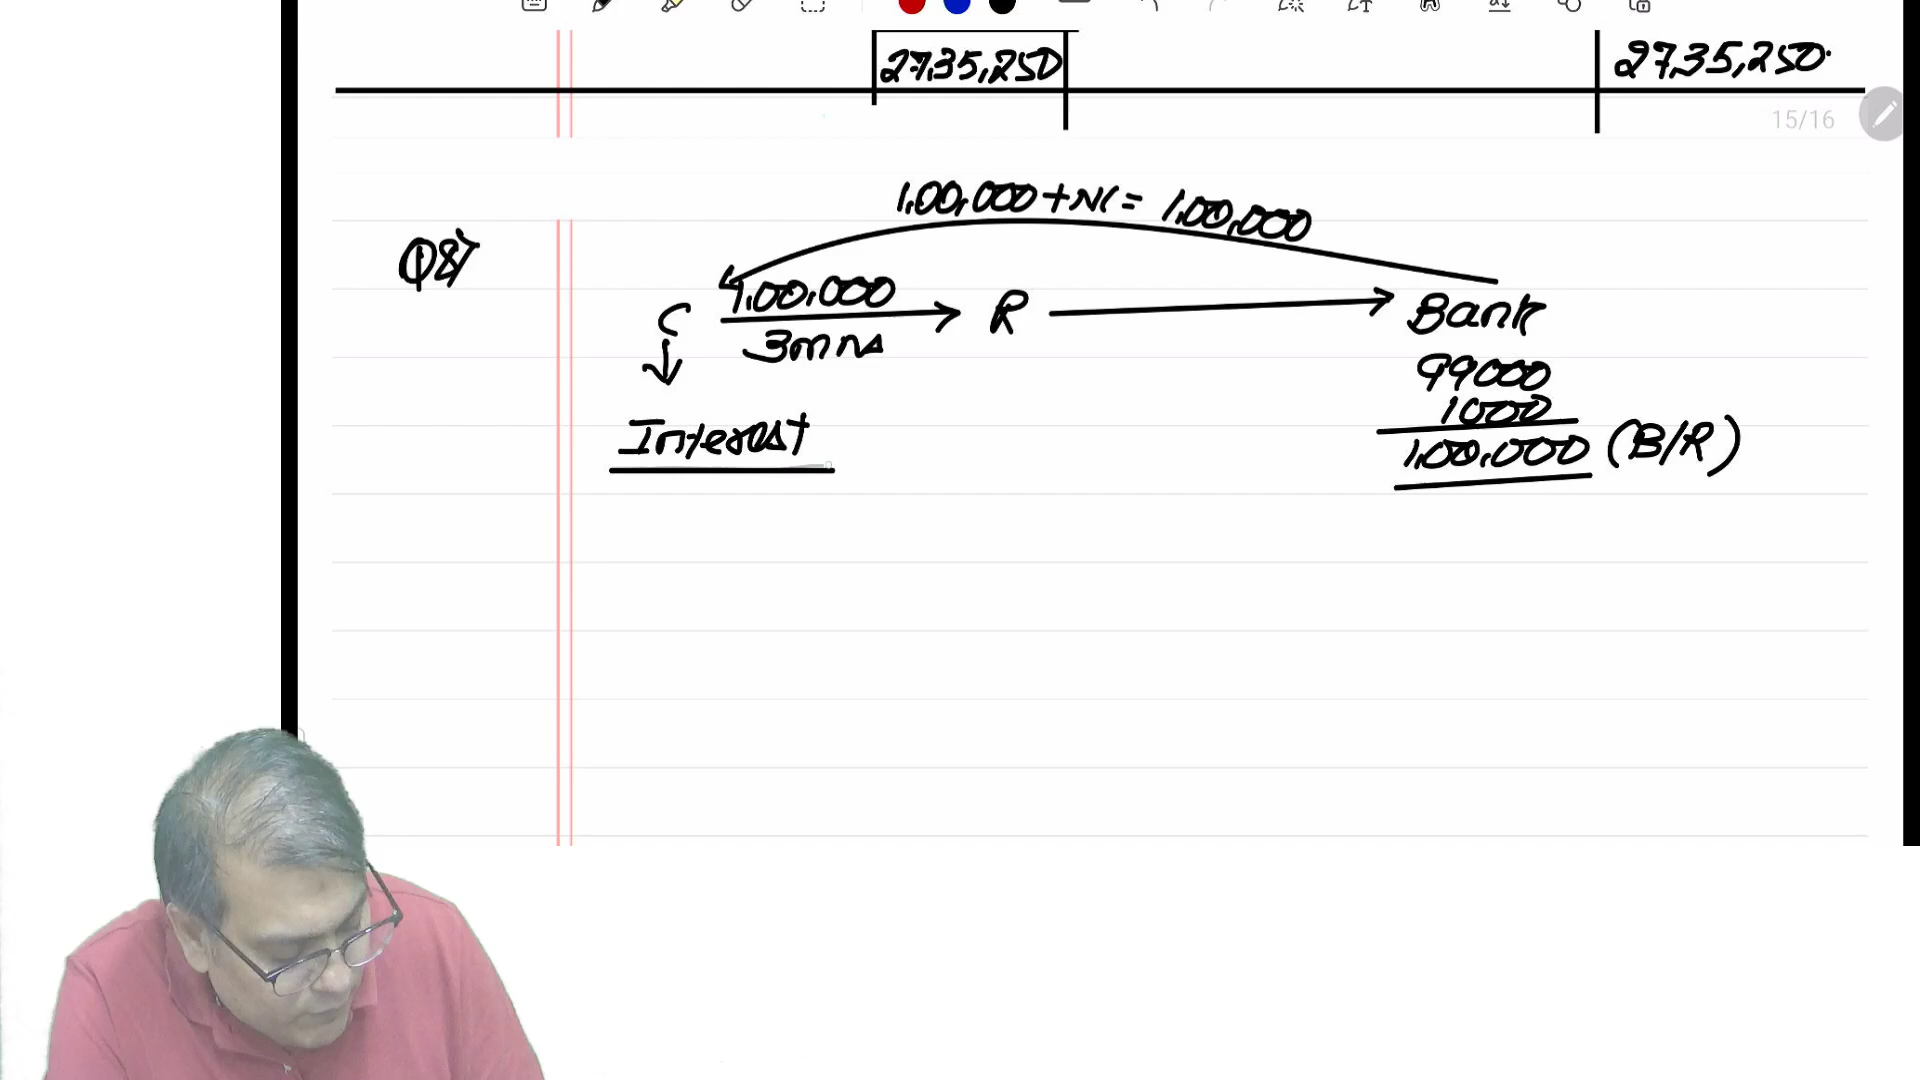 27,35,250 27,35,250
15/16
1,00,000 + NC = 1,00,000
Q8)
C 1,00,000 R Bank
3mns
99000
1000
Interest 1,00,000 (B/R)